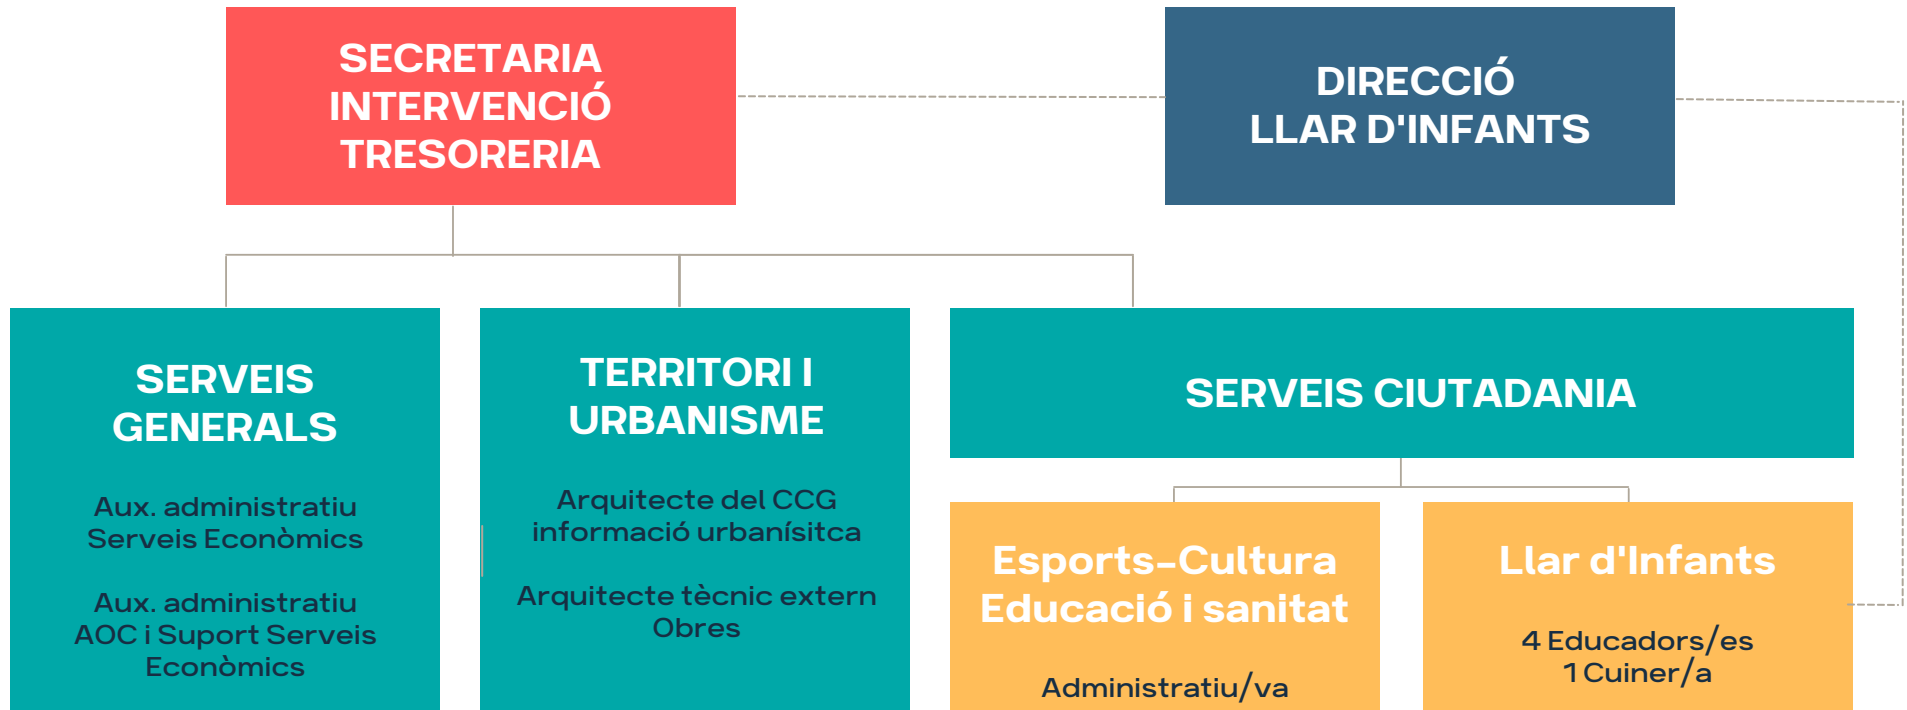 SECRETARIA
INTERVENCIÓ
TRESORERIA
DIRECCIÓ
LLAR D'INFANTS
SERVEIS
GENERALS
Aux. administratiu
Serveis Econòmics
Aux. administratiu
AOC i Suport Serveis
Econòmics
TERRITORI I
URBANISME
Arquitecte del CCG
informació urbanísitca
Arquitecte tècnic extern
Obres
SERVEIS CIUTADANIA
Esports-Cultura
Educació i sanitat
Administratiu/va
Llar d'Infants
4 Educadors/es
1 Cuiner/a